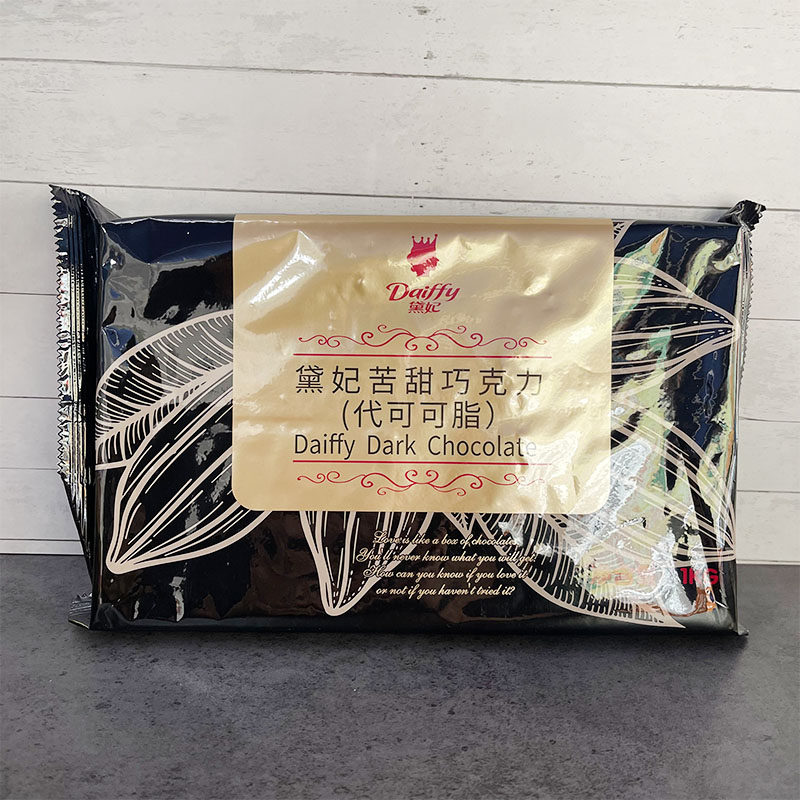 Daiffy
黛妃
黛妃苦甜巧克力
(代可可脂)
Daiffy Dark Chocolate
Love is like a box of chocolates
You'll never know what you will get.
How can you know if you love it
or not if you haven't tried it?
1KG